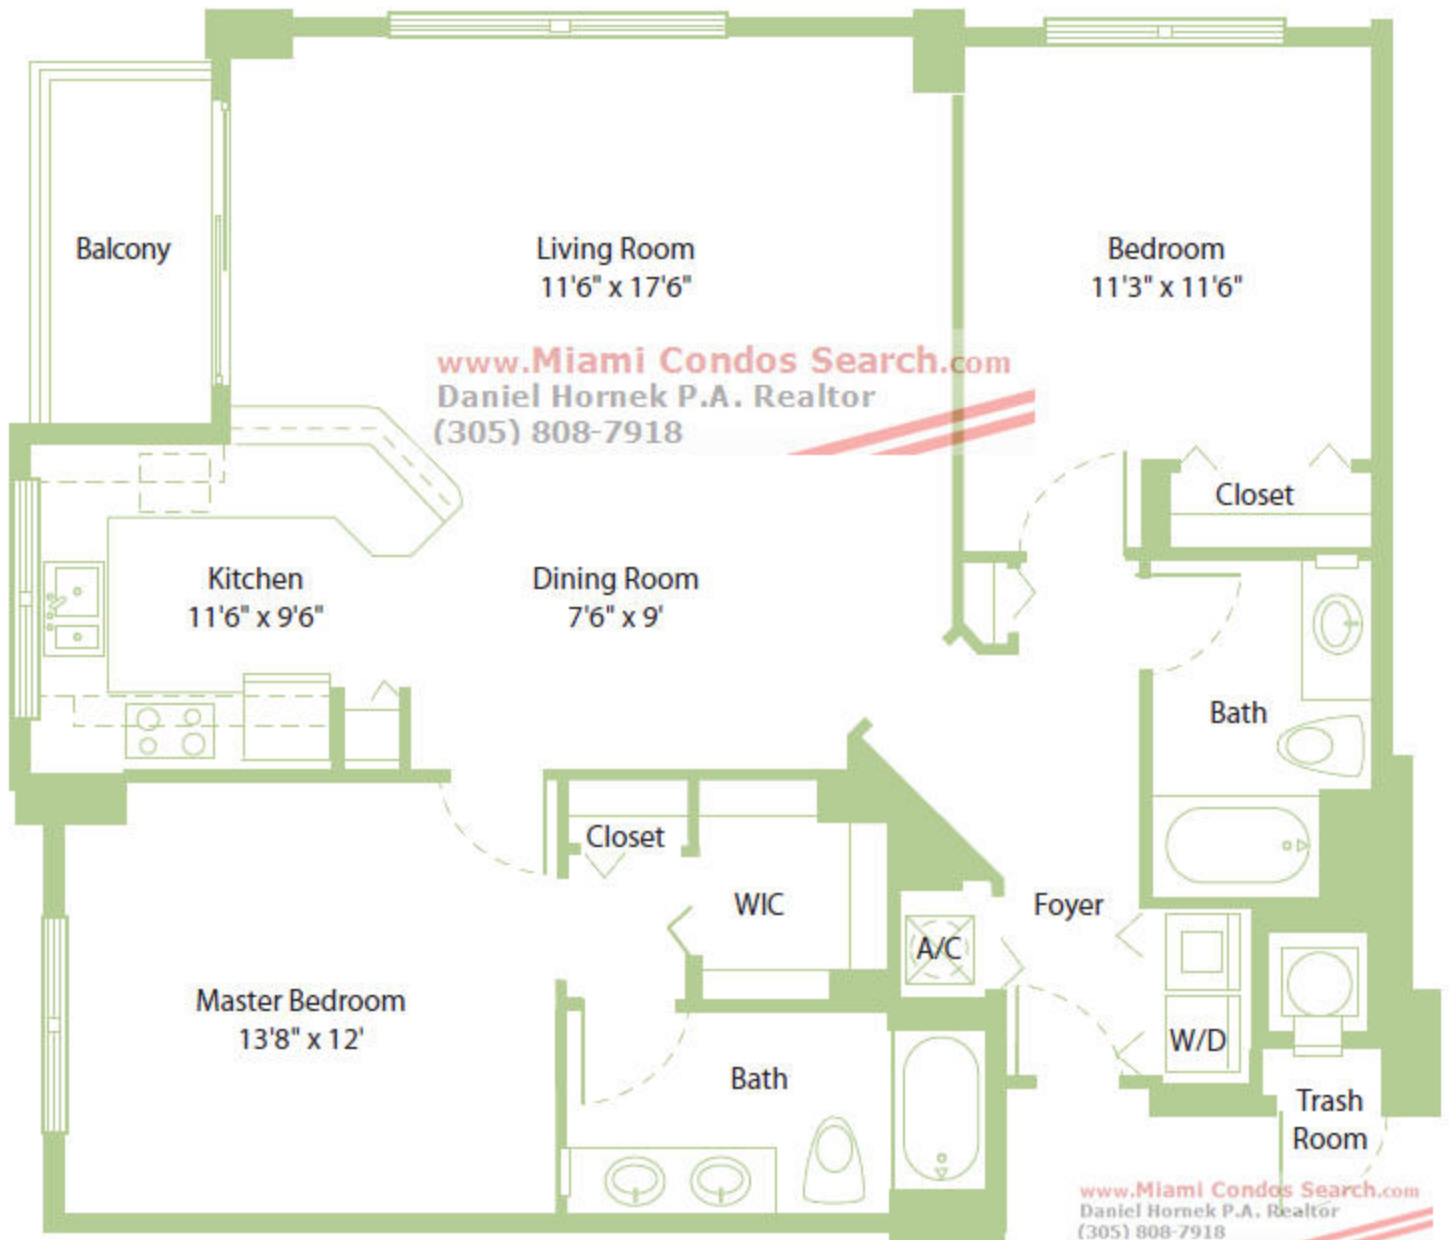 Balcony
Living Room
11'6" x 17'6"
Bedroom
11'3" x 11'6"
www.Miami Condos Search.com
Daniel Hornek P.A. Realtor
(305) 808-7918
Closet
Kitchen
11'6" x 9'6"
Dining Room
7'6" x 9'
Bath
Closet
WIC
Foyer
A/C
Master Bedroom
13'8" x 12'
W/D
Bath
Trash
Room
www.Miami Condos Search.com
Daniel Hornek P.A. Realtor
(305) 808-7918